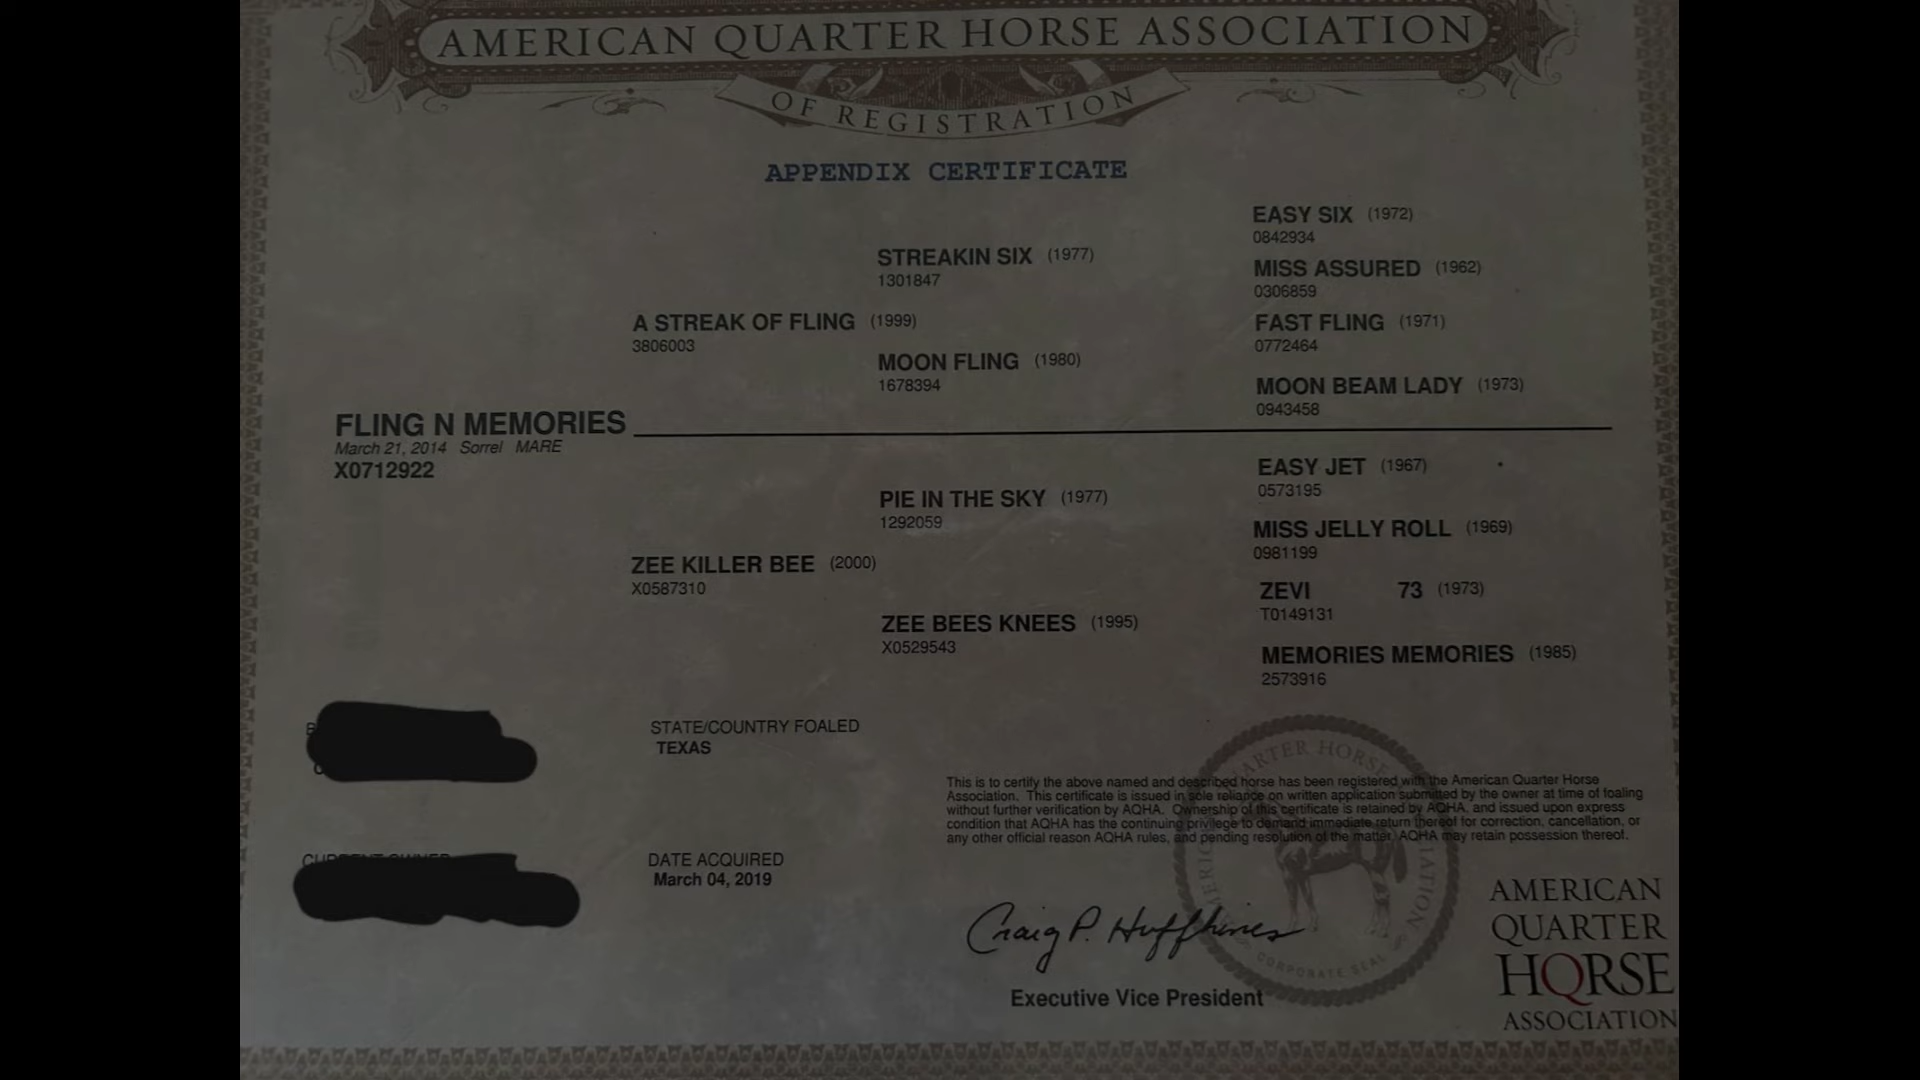 AMERICAN QUARTER HORSE ASSOCIATION
OF REGISTRATION
APPENDIX CERTIFICATE
EASY SIX (1972)
0842934
STREAKIN SIX (1977)
1301847
MISS ASSURED (1962)
0306859
A STREAK OF FLING (1999)
3806003
FAST FLING (1971)
0772464
MOON FLING (1980)
1678394
MOON BEAM LADY (1973)
0943458
FLING N MEMORIES
March 21, 2014 Sorrel MARE
X0712922
EASY JET (1967)
0573195
PIE IN THE SKY (1977)
1292059
MISS JELLY ROLL (1969)
0981199
ZEE KILLER BEE (2000)
X0587310
ZEVI 73 (1973)
T0149131
ZEE BEES KNEES (1995)
X0529543
MEMORIES MEMORIES (1985)
2573916
STATE/COUNTRY FOALED
TEXAS
This is to certify the above named and described horse has been registered with the American Quarter Horse
Association. This certificate is issued in sole reliance on written application submitted by the owner at time of foaling
without further verification by AQHA. Ownership of this certificate is retained by AQHA, and issued upon express
condition that AQHA has the continuing privilege to demand immediate return thereof for correction, cancellation, or
any other official reason AQHA rules, and pending resolution of the matter, AQHA may retain possession thereof.
CURRENT OWNER
DATE ACQUIRED
March 04, 2019
Craig P. Huffhines
Executive Vice President
CORPORATE SEAL
AMERICAN
QUARTER
HORSE
ASSOCIATION